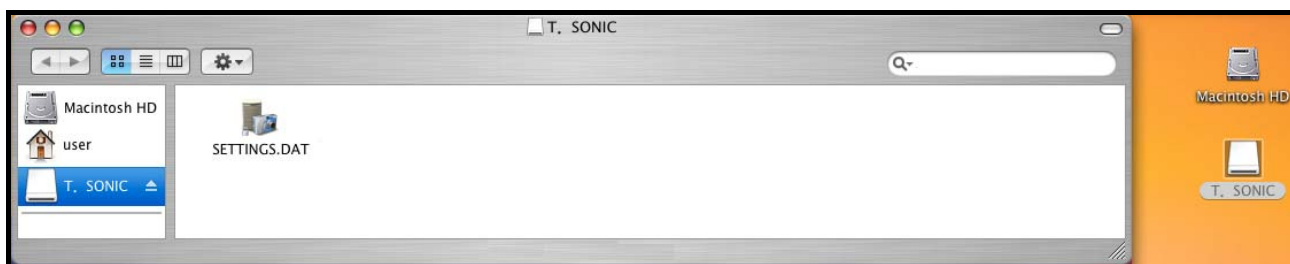 T. SONIC
Macintosh HD
user
T. SONIC
SETTINGS.DAT
Macintosh HD
T. SONIC